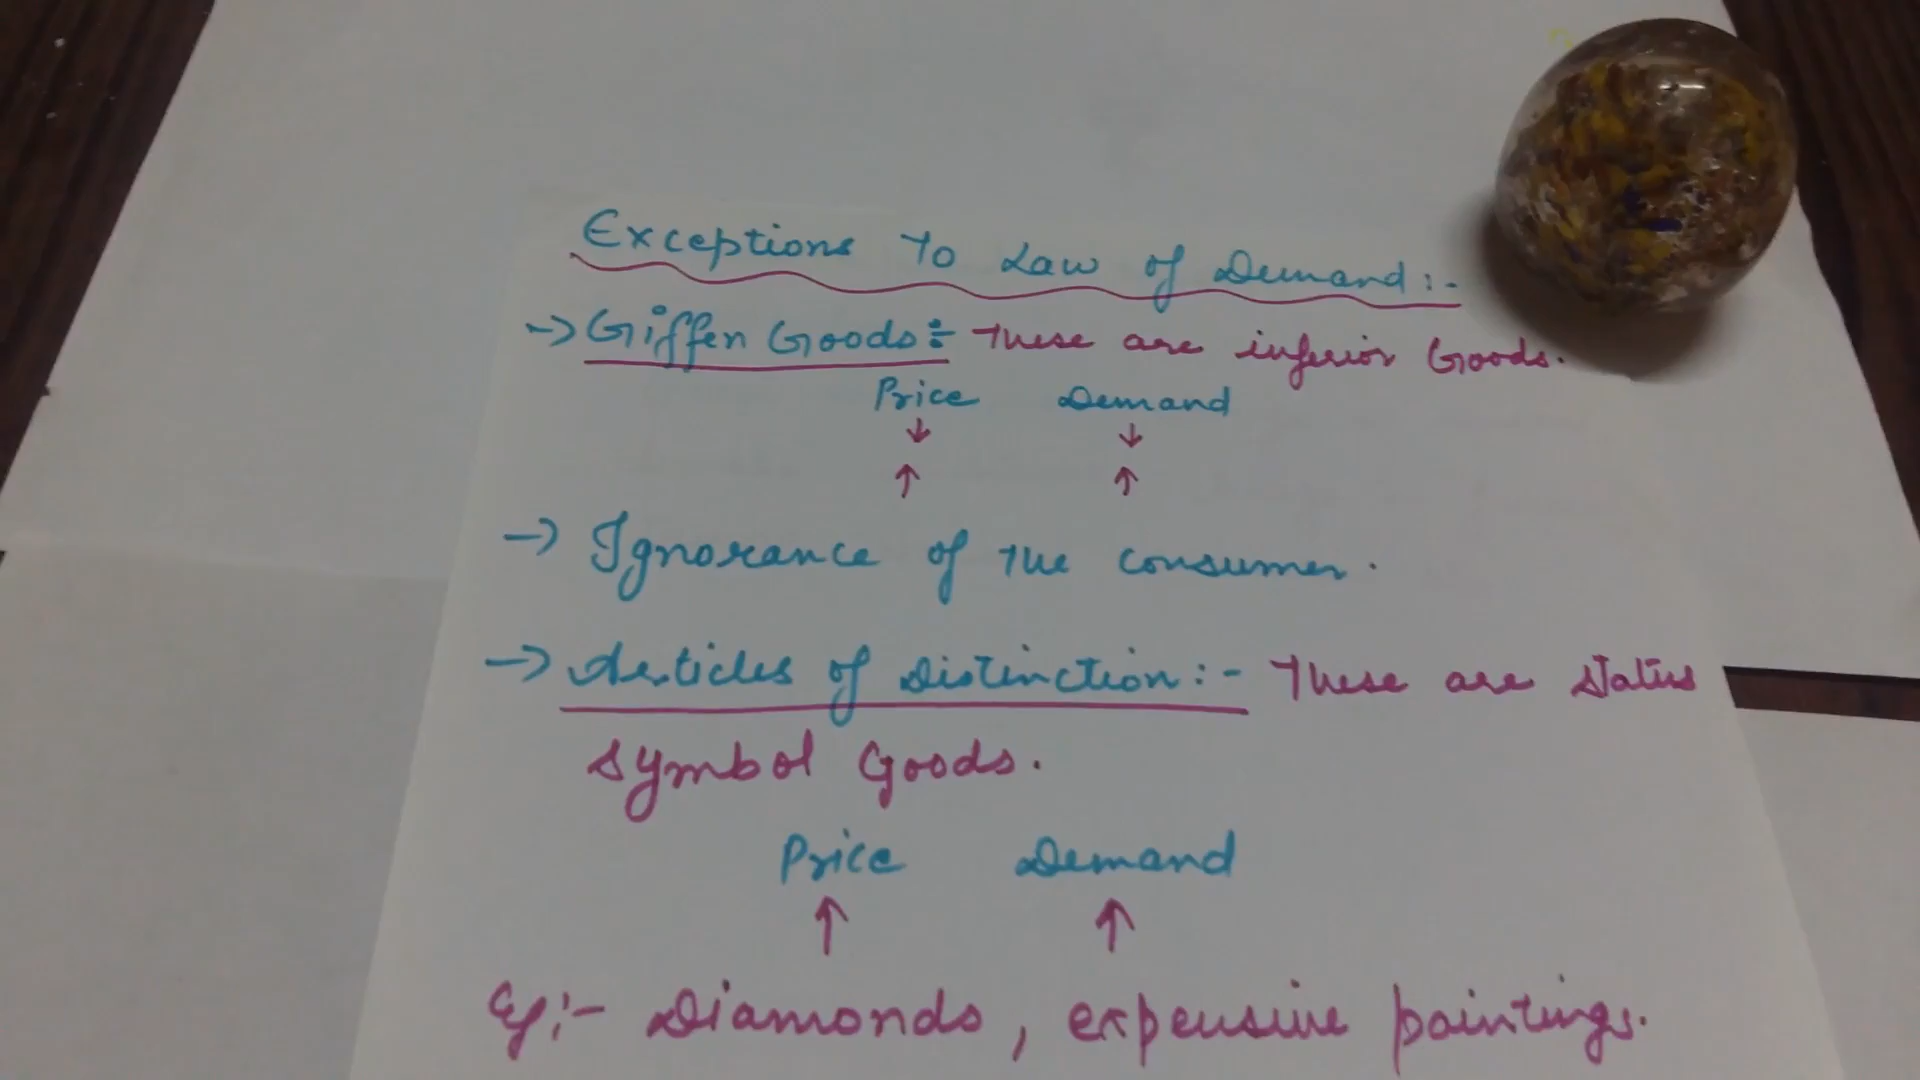 Exceptions To Law of Demand:-
→ Giffen Goods:- These are inferior Goods.
Price Demand
↓ ↓
↑ ↑
→ Ignorance of the consumer.
→ Articles of Distinction:- These are status
symbol Goods.
Price Demand
↑ ↑
Eg:- Diamonds, expensive paintings.